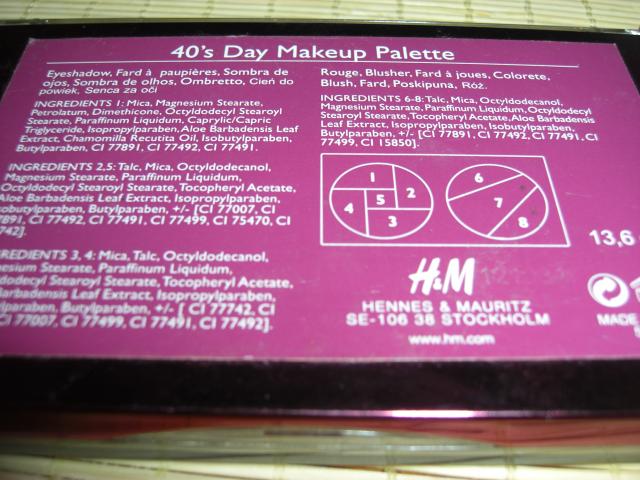 40's Day Makeup Palette
Eyeshadow, Fard à paupières, Sombra de
ojos, Sombra de olhos, Ombretto, Cień do
powiek, Senca za oči
INGREDIENTS 1: Mica, Magnesium Stearate,
Petrolatum, Dimethicone, Octyldodecyl Stearoyl
Stearate, Paraffinum Liquidum, Caprylic/Capric
Triglyceride, Isopropylparaben, Aloe Barbadensis Leaf
Extract, Chamomilla Recutita Oil, Isobutylparaben,
Butylparaben, CI 77891, CI 77492, CI 77491.
INGREDIENTS 2,5: Talc, Mica, Octyldodecanol,
Magnesium Stearate, Paraffinum Liquidum,
Octyldodecyl Stearoyl Stearate, Tocopheryl Acetate,
Aloe Barbadensis Leaf Extract, Isopropylparaben,
Isobutylparaben, Butylparaben, +/- [CI 77007, CI
77891, CI 77492, CI 77491, CI 77499, CI 75470, CI
742].
REDIENTS 3, 4: Mica, Talc, Octyldodecanol,
nesium Stearate, Paraffinum Liquidum,
dodecyl Stearoyl Stearate, Tocopheryl Acetate,
Barbadensis Leaf Extract, Isopropylparaben,
ylparaben, Butylparaben, +/- [ CI 77742, CI
CI 77007, CI 77499, CI 77491, CI 77492].
Rouge, Blusher, Fard à joues, Colorete,
Blush, Fard, Poskipuna, Róż.
INGREDIENTS 6-8: Talc, Mica, Octyldodecanol,
Magnesium Stearate, Paraffinum Liquidum, Octyldodecyl
Stearoyl Stearate, Tocopheryl Acetate, Aloe Barbadensis
Leaf Extract, Isopropylparaben, Isobutylparaben,
Butylparaben, +/- [CI 77891, CI 77492, CI 77491, CI
77499, CI 15850].
1
2
5
4
3
6
7
8
13,6
H&M
HENNES & MAURITZ
SE-106 38 STOCKHOLM
www.hm.com
MADE